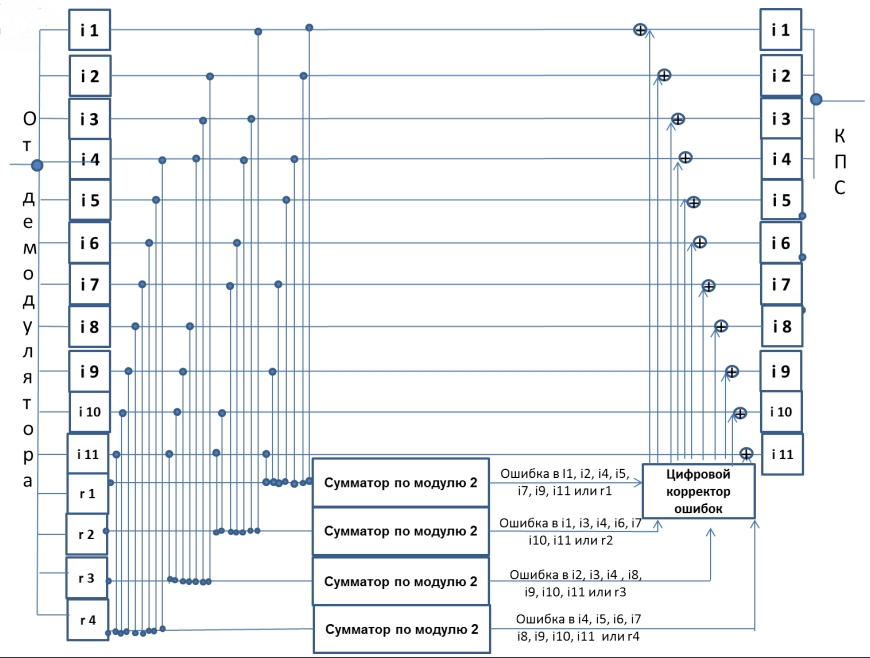 От демодулятора
i 1
i 2
i 3
i 4
i 5
i 6
i 7
i 8
i 9
i 10
i 11
r 1
r 2
r 3
r 4
Сумматор по модулю 2
Сумматор по модулю 2
Сумматор по модулю 2
Сумматор по модулю 2
Ошибка в I1, i2, i4, i5,
i7, i9, i11 или r1
Ошибка в i1, i3, i4, i6, i7
i10, i11 или r2
Ошибка в i2, i3, i4 , i8,
i9, i10, i11 или r3
Ошибка в i4, i5, i6, i7
i8, i9, i10, i11 или r4
Цифровой
корректор
ошибок
i 1
i 2
i 3
i 4
i 5
i 6
i 7
i 8
i 9
i 10
i 11
КПС